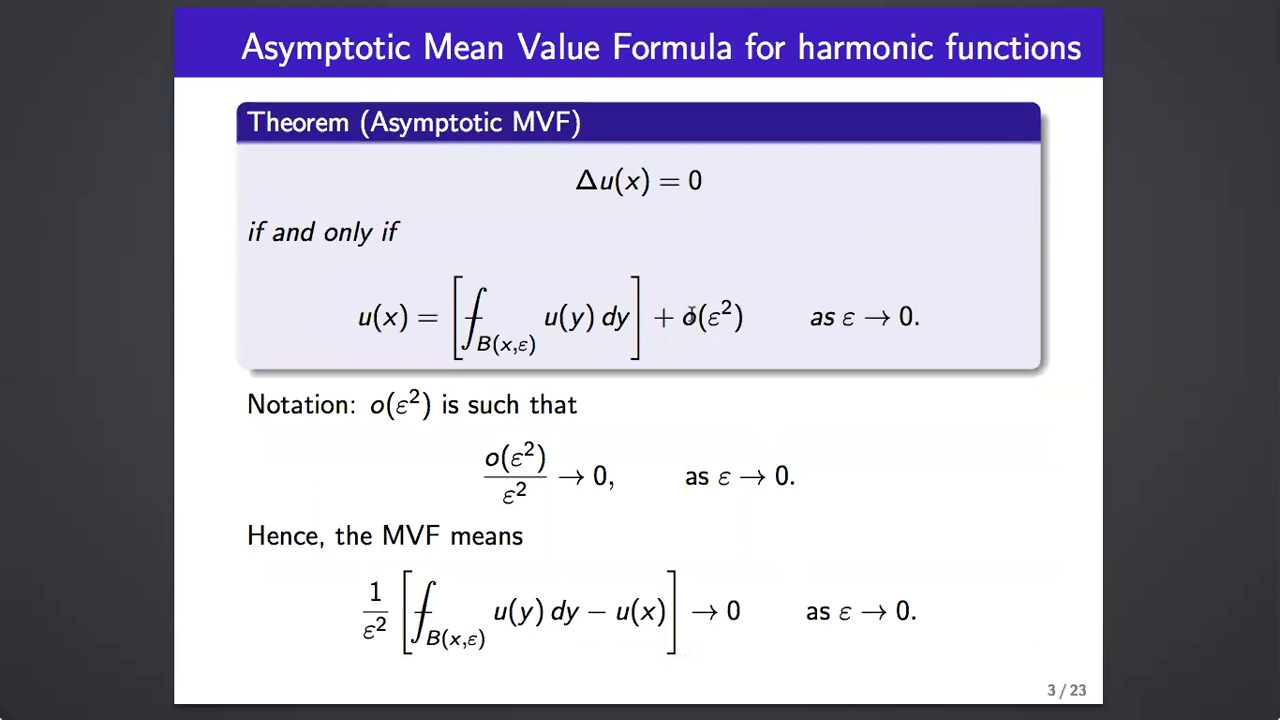 Asymptotic Mean Value Formula for harmonic functions
Theorem (Asymptotic MVF)
Δu(x) = 0
if and only if
u(x) = [⨍_{B(x,ε)} u(y) dy] + o(ε²) as ε → 0.
Notation: o(ε²) is such that
o(ε²)/ε² → 0, as ε → 0.
Hence, the MVF means
1/ε² [⨍_{B(x,ε)} u(y) dy − u(x)] → 0 as ε → 0.
3 / 23